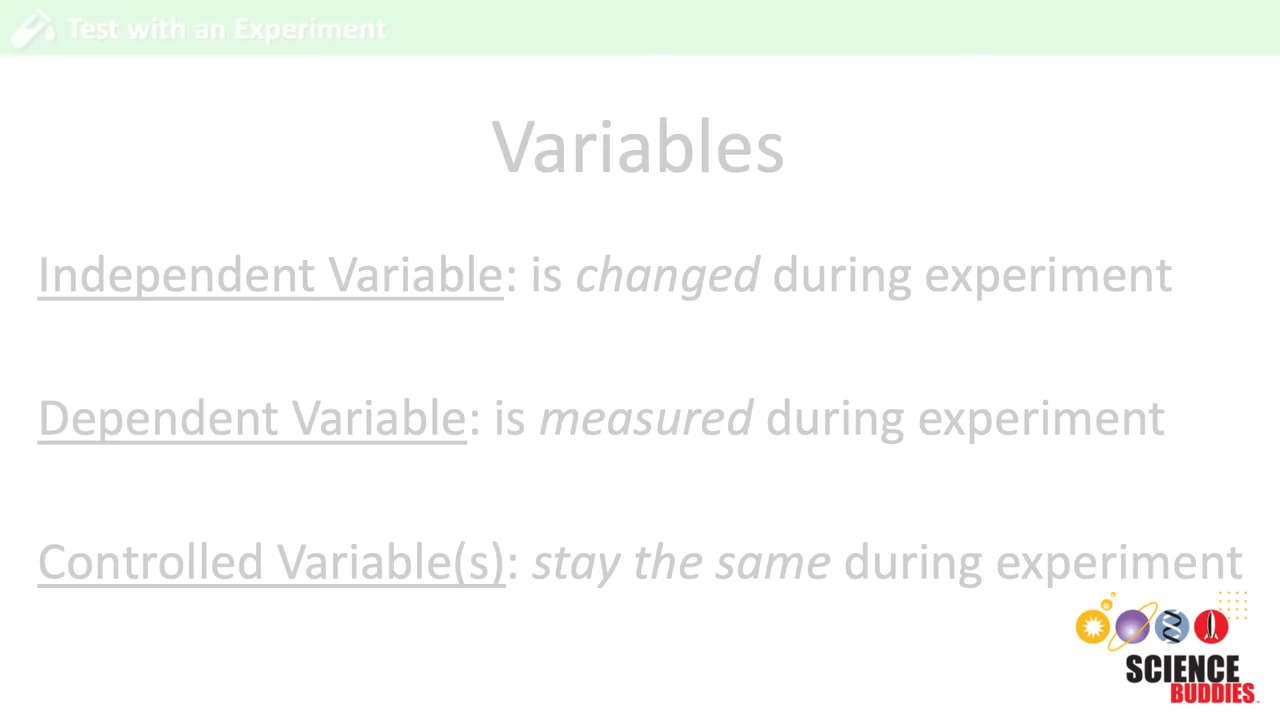 Test with an Experiment
Variables
Independent Variable: is changed during experiment
Dependent Variable: is measured during experiment
Controlled Variable(s): stay the same during experiment
SCIENCE
BUDDIES